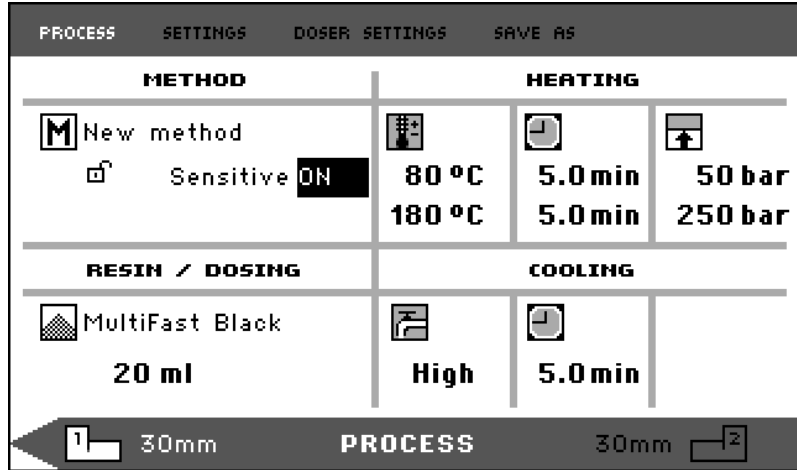 PROCESS SETTINGS DOSER SETTINGS SAVE AS
METHOD HEATING
M New method
Sensitive ON 80 ºC 5.0 min 50 bar
180 ºC 5.0 min 250 bar
RESIN / DOSING COOLING
MultiFast Black
20 ml High 5.0 min
1 30mm PROCESS 30mm 2